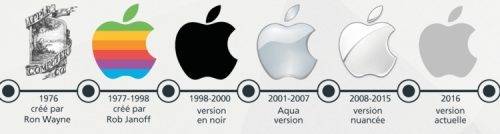 1976
créé par
Ron Wayne
1977-1998
créé par
Rob Janoff
1998-2000
version
en noir
2001-2007
Aqua
version
2008-2015
version
nuancée
2016
version
actuelle